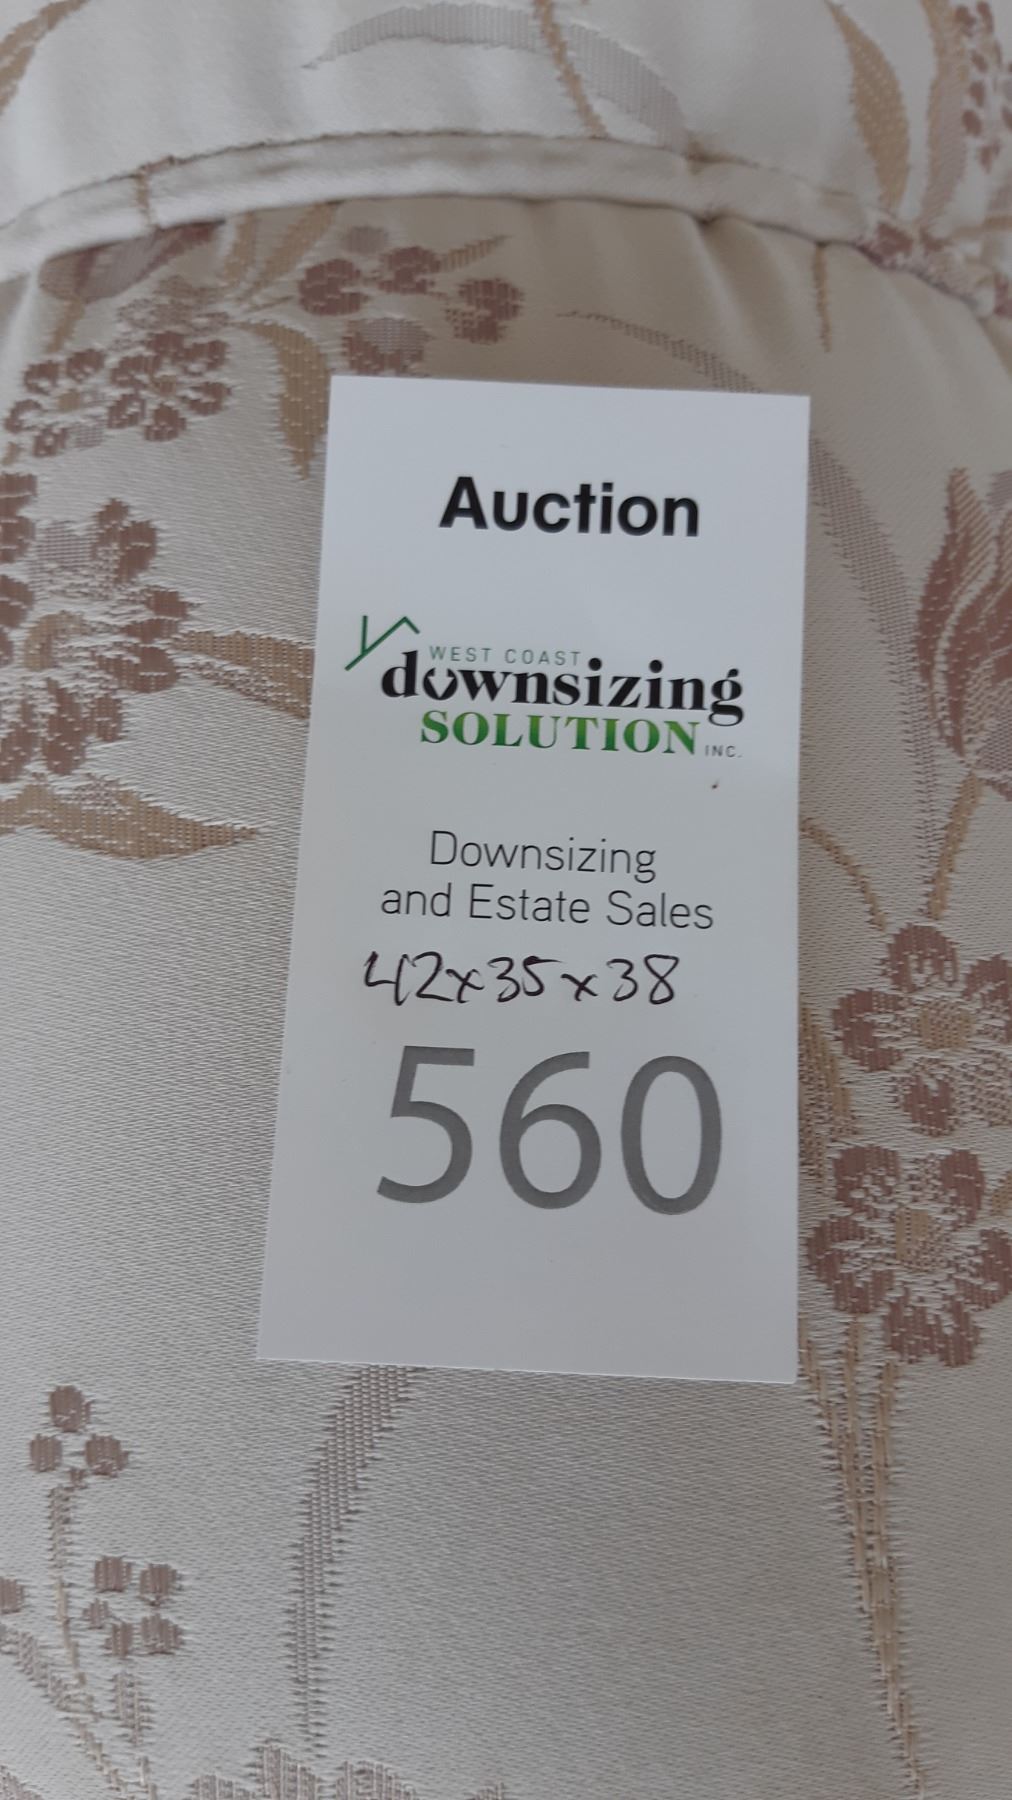 Auction
WEST COAST
downsizing
SOLUTION INC.
Downsizing
and Estate Sales
42x35x38
560